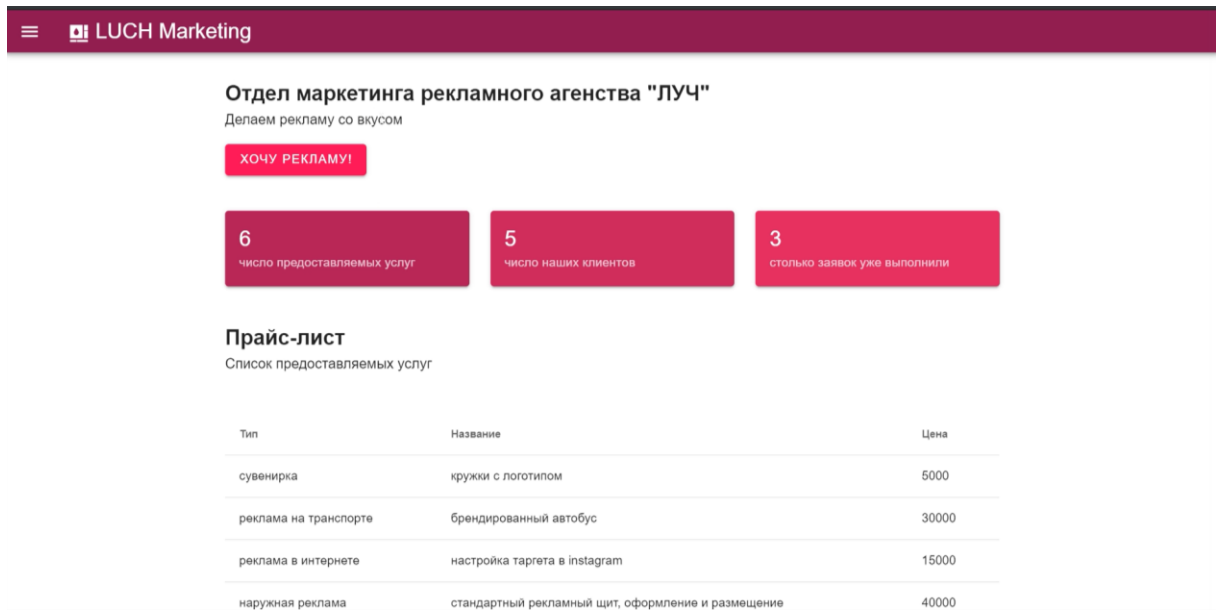 LUCH Marketing
Отдел маркетинга рекламного агенства "ЛУЧ"
Делаем рекламу со вкусом
ХОЧУ РЕКЛАМУ!
6
число предоставляемых услуг
5
число наших клиентов
3
столько заявок уже выполнили
Прайс-лист
Список предоставляемых услуг
Тип Название Цена
сувенирка кружки с логотипом 5000
реклама на транспорте брендированный автобус 30000
реклама в интернете настройка таргета в instagram 15000
наружная реклама стандартный рекламный щит, оформление и размещение 40000